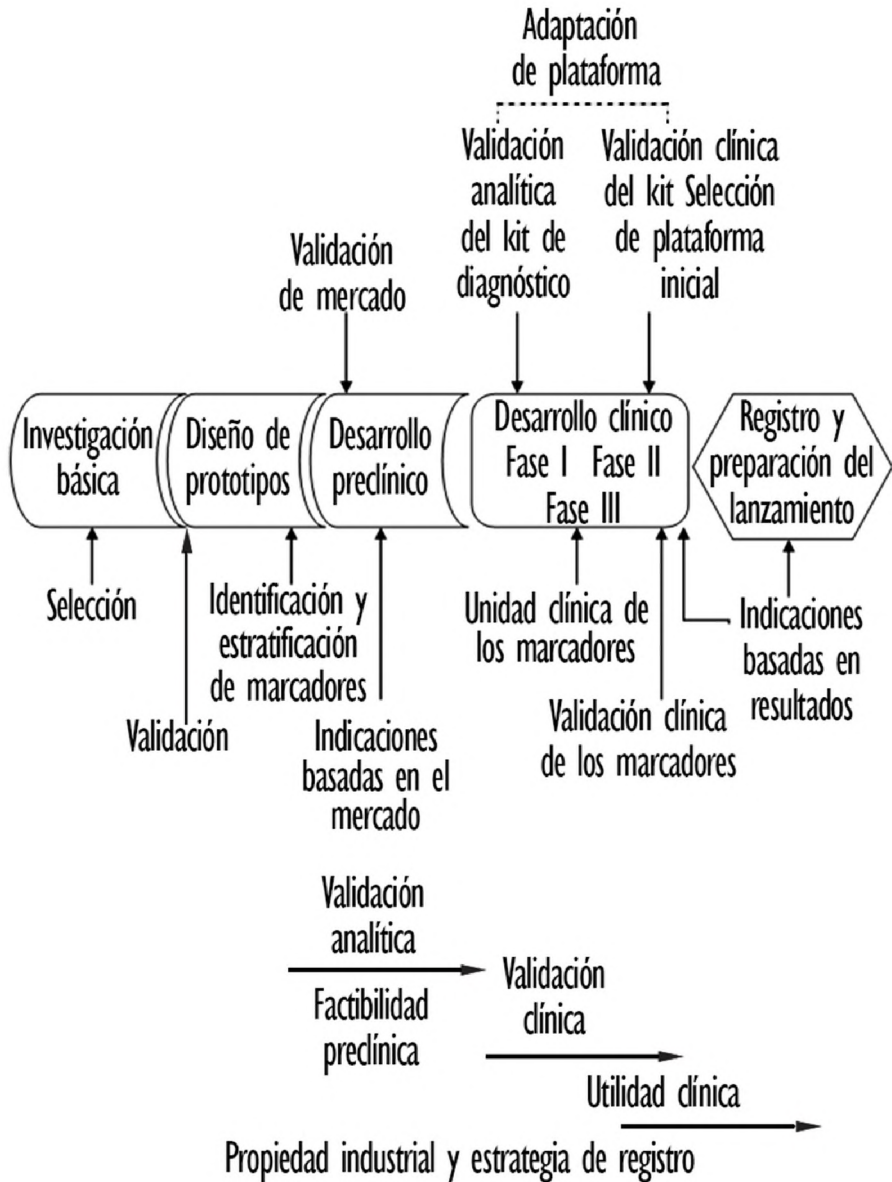 Adaptación
de plataforma
Validación
analítica
del kit de
diagnóstico
Validación clínica
del kit Selección
de plataforma
inicial
Validación
de mercado
Investigación
básica
Diseño de
prototipos
Desarrollo
preclínico
Desarrollo clínico
Fase I Fase II
Fase III
Registro y
preparación del
lanzamiento
Selección
Validación
Identificación y
estratificación
de marcadores
Indicaciones
basadas en el
mercado
Unidad clínica de
los marcadores
Validación clínica
de los marcadores
Indicaciones
basadas en
resultados
Validación
analítica
Factibilidad
preclínica
Validación
clínica
Utilidad clínica
Propiedad industrial y estrategia de registro